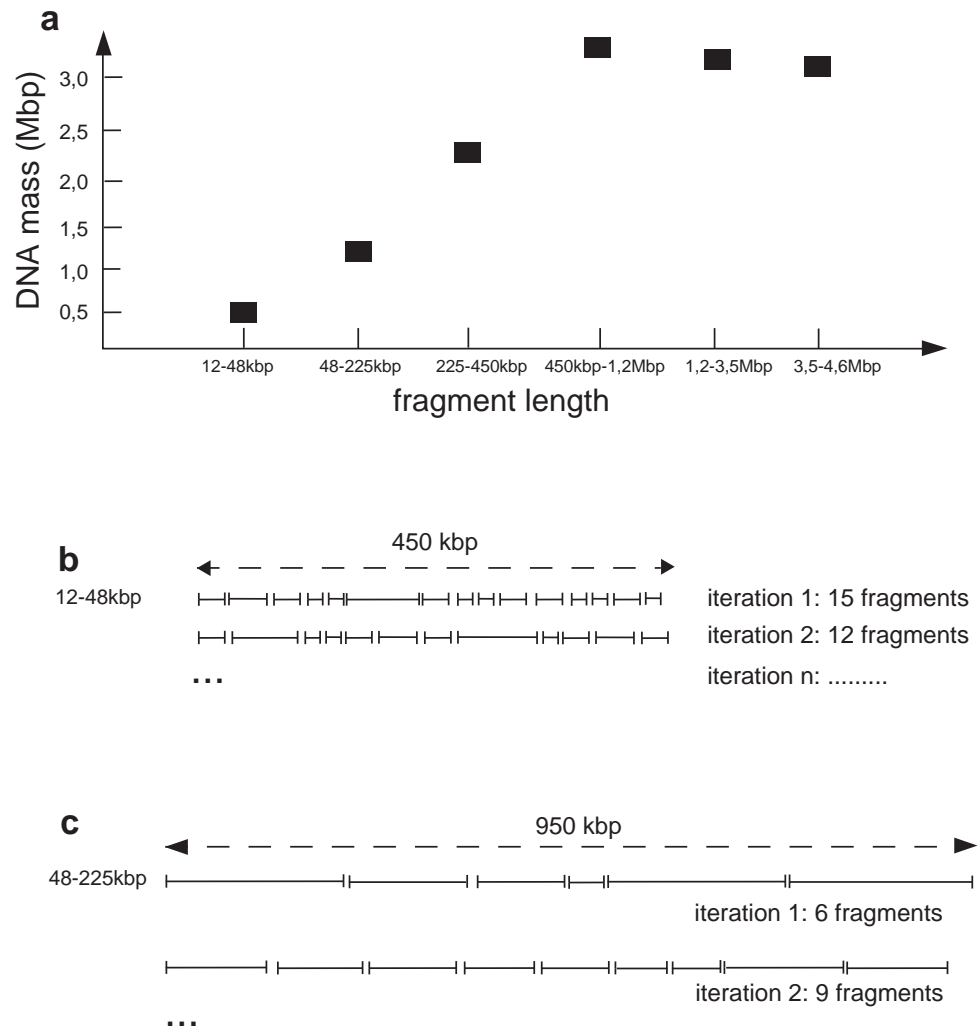 a
DNA mass (Mbp)
3,0
2,5
2,0
1,5
1,0
0,5
12-48kbp 48-225kbp 225-450kbp 450kbp-1,2Mbp 1,2-3,5Mbp 3,5-4,6Mbp
fragment length
b
450 kbp
12-48kbp
iteration 1: 15 fragments
iteration 2: 12 fragments
...
iteration n: .........
c
950 kbp
48-225kbp
iteration 1: 6 fragments
iteration 2: 9 fragments
...